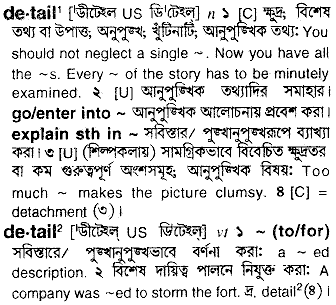 de·tail¹ ['ডীটেইল্ US ডি'টেইল্] n ১ [C] ক্ষুদ্র; বিশেষ
তথ্য বা উপাত্ত; অনুপুঙ্খ; খুঁটিনাটি; আনুপুঙ্খিক তথ্য: You
should not neglect a single ~. Now you have all
the ~s. Every ~ of the story has to be minutely
examined. ২ [U] আনুপুঙ্খিক তথ্যাদির সমাহার।
go/enter into ~ আনুপুঙ্খিক আলোচনায় প্রবেশ করা।
explain sth in ~ সবিস্তার/ পুঙ্খানুপুঙ্খরূপে ব্যাখ্যা
করা। ৩ [U] (শিল্পকলায়) সামগ্রিকভাবে বিবেচিত ক্ষুদ্রতর
বা কম গুরুত্বপূর্ণ অংশসমূহ; আনুপুঙ্খিক বিষয়: Too
much ~ makes the picture clumsy. ৪ [C] =
detachment (৩)।
de·tail² ['ডীটেইল্ US ডিটেইল্] vt ১ ~ (to/for)
সবিস্তারে/ পুঙ্খানুপুঙ্খভাবে বর্ণনা করা: a ~ed
description. ২ বিশেষ দায়িত্ব পালনে নিযুক্ত করা: A
company was ~ed to storm the fort. দ্র. detail²(৪)।